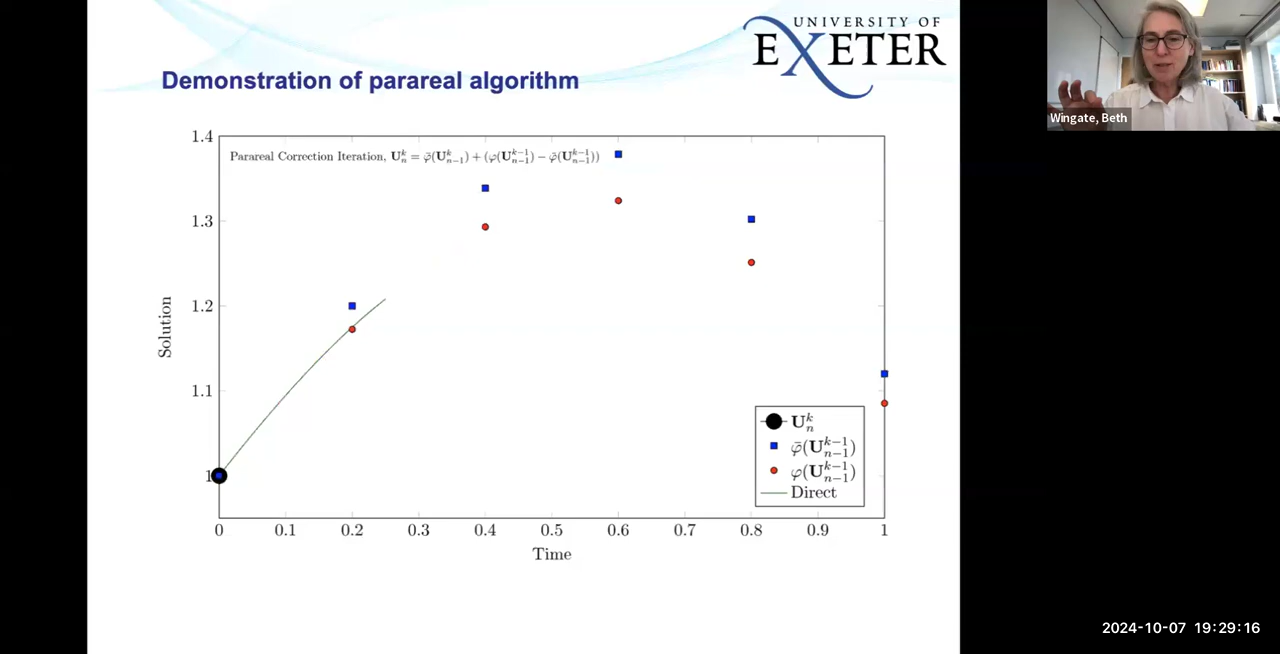 UNIVERSITY OF
EXETER
Demonstration of parareal algorithm
Wingate, Beth
Parareal Correction Iteration, U_n^k = φ̄(U_{n-1}^k) + (φ(U_{n-1}^{k-1}) − φ̄(U_{n-1}^{k-1}))
1.4
1.3
1.2
1.1
1
Solution
U_n^k
φ̄(U_{n-1}^{k-1})
φ(U_{n-1}^{k-1})
Direct
0 0.1 0.2 0.3 0.4 0.5 0.6 0.7 0.8 0.9 1
Time
2024-10-07 19:29:16